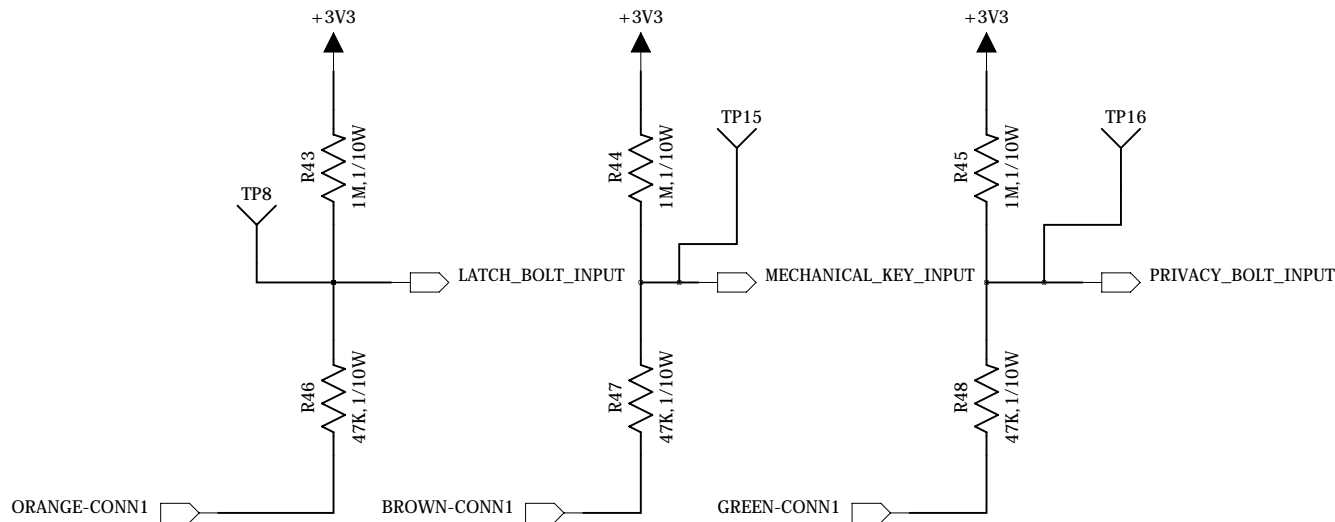 +3V3
+3V3
+3V3
TP15
TP16
R43
1M,1/10W
R44
1M,1/10W
R45
1M,1/10W
TP8
LATCH_BOLT_INPUT
MECHANICAL_KEY_INPUT
PRIVACY_BOLT_INPUT
R46
47K,1/10W
R47
47K,1/10W
R48
47K,1/10W
ORANGE-CONN1
BROWN-CONN1
GREEN-CONN1